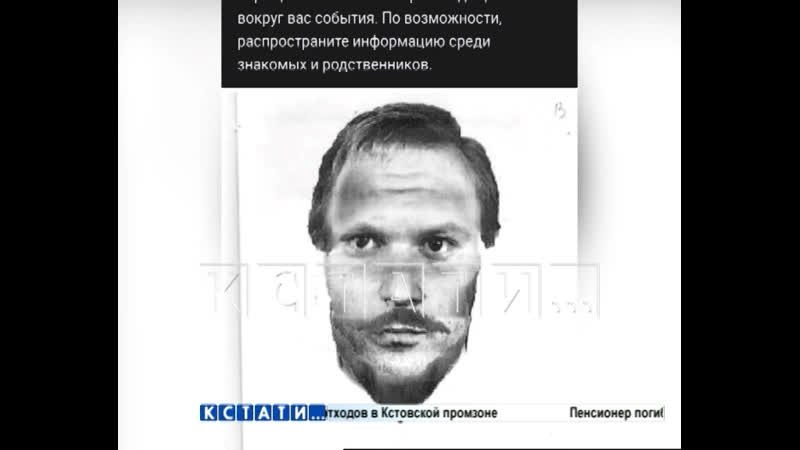 вокруг вас события. По возможности,
распространите информацию среди
знакомых и родственников.
В
КСТАТИ...
КСТАТИ... отходов в Кстовской промзоне Пенсионер погиб